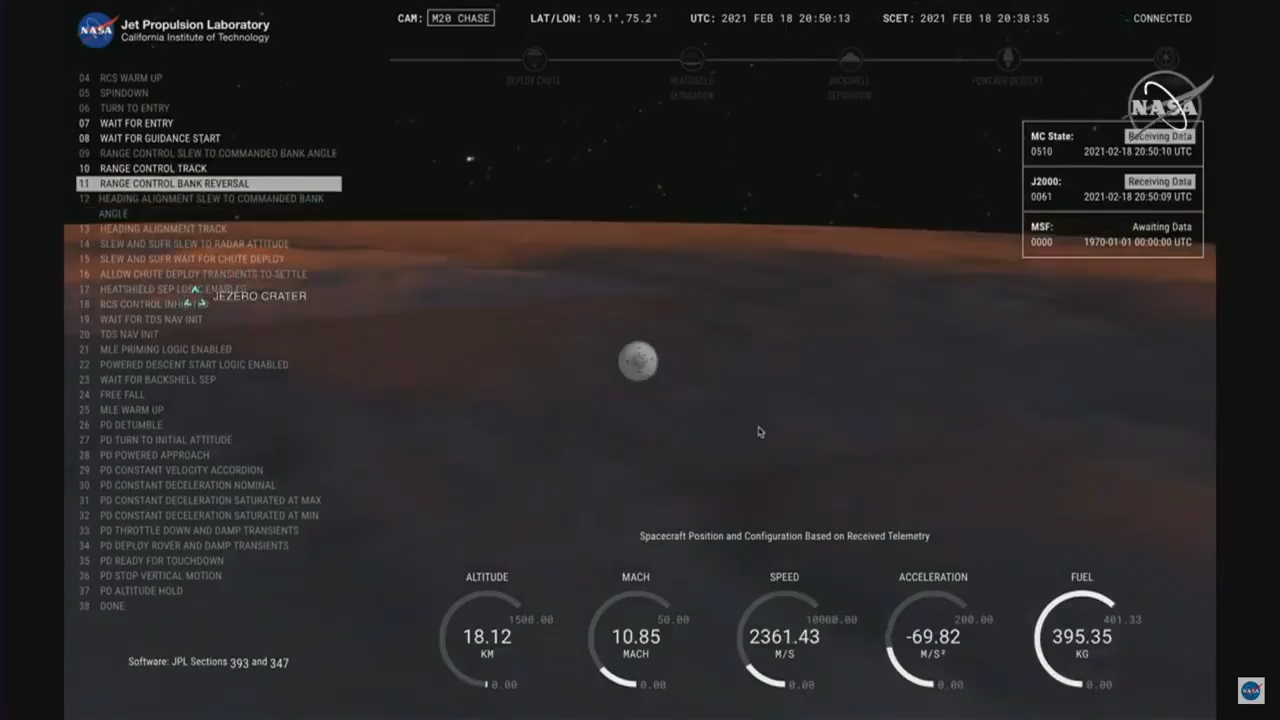 NASA
Jet Propulsion Laboratory
California Institute of Technology
CAM: M20 CHASE
LAT/LON: 19.1°,75.2°
UTC: 2021 FEB 18 20:50:13
SCET: 2021 FEB 18 20:38:35
CONNECTED
DEPLOY CHUTE
HEATSHIELD
SEPARATION
BACKSHELL
SEPARATION
POWERED DESCENT
NASA
04 RCS WARM UP
05 SPINDOWN
06 TURN TO ENTRY
07 WAIT FOR ENTRY
08 WAIT FOR GUIDANCE START
09 RANGE CONTROL SLEW TO COMMANDED BANK ANGLE
10 RANGE CONTROL TRACK
11 RANGE CONTROL BANK REVERSAL
12 HEADING ALIGNMENT SLEW TO COMMANDED BANK
ANGLE
13 HEADING ALIGNMENT TRACK
14 SLEW AND SUFR SLEW TO RADAR ATTITUDE
15 SLEW AND SUFR WAIT FOR CHUTE DEPLOY
16 ALLOW CHUTE DEPLOY TRANSIENTS TO SETTLE
17 HEATSHIELD SEP LOGIC ENABLED
JEZERO CRATER
18 RCS CONTROL INHIBITED
19 WAIT FOR TDS NAV INIT
20 TDS NAV INIT
21 MLE PRIMING LOGIC ENABLED
22 POWERED DESCENT START LOGIC ENABLED
23 WAIT FOR BACKSHELL SEP
24 FREE FALL
25 MLE WARM UP
26 PD DETUMBLE
27 PD TURN TO INITIAL ATTITUDE
28 PD POWERED APPROACH
29 PD CONSTANT VELOCITY ACCORDION
30 PD CONSTANT DECELERATION NOMINAL
31 PD CONSTANT DECELERATION SATURATED AT MAX
32 PD CONSTANT DECELERATION SATURATED AT MIN
33 PD THROTTLE DOWN AND DAMP TRANSIENTS
34 PD DEPLOY ROVER AND DAMP TRANSIENTS
35 PD READY FOR TOUCHDOWN
36 PD STOP VERTICAL MOTION
37 PD ALTITUDE HOLD
38 DONE
Software: JPL Sections 393 and 347
MC State: Receiving Data
0510 2021-02-18 20:50:10 UTC
J2000: Receiving Data
0061 2021-02-18 20:50:09 UTC
MSF: Awaiting Data
0000 1970-01-01 00:00:00 UTC
Spacecraft Position and Configuration Based on Received Telemetry
ALTITUDE
1500.00
18.12
KM
0.00
MACH
50.00
10.85
MACH
0.00
SPEED
10000.00
2361.43
M/S
0.00
ACCELERATION
200.00
-69.82
M/S²
0.00
FUEL
401.33
395.35
KG
0.00
NASA